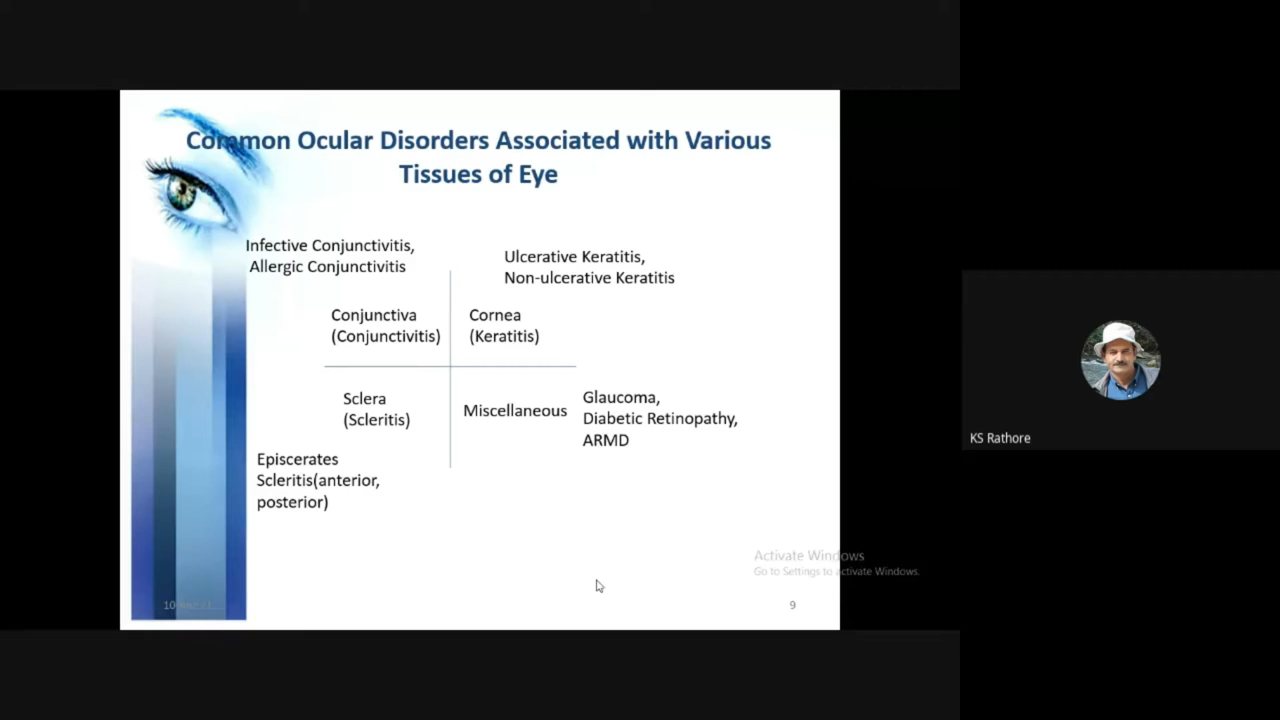 Common Ocular Disorders Associated with Various
Tissues of Eye
Infective Conjunctivitis,
Allergic Conjunctivitis
Ulcerative Keratitis,
Non-ulcerative Keratitis
Conjunctiva
(Conjunctivitis)
Cornea
(Keratitis)
Sclera
(Scleritis)
Miscellaneous
Glaucoma,
Diabetic Retinopathy,
ARMD
Episcerates
Scleritis(anterior,
posterior)
Activate Windows
Go to Settings to activate Windows.
9
KS Rathore